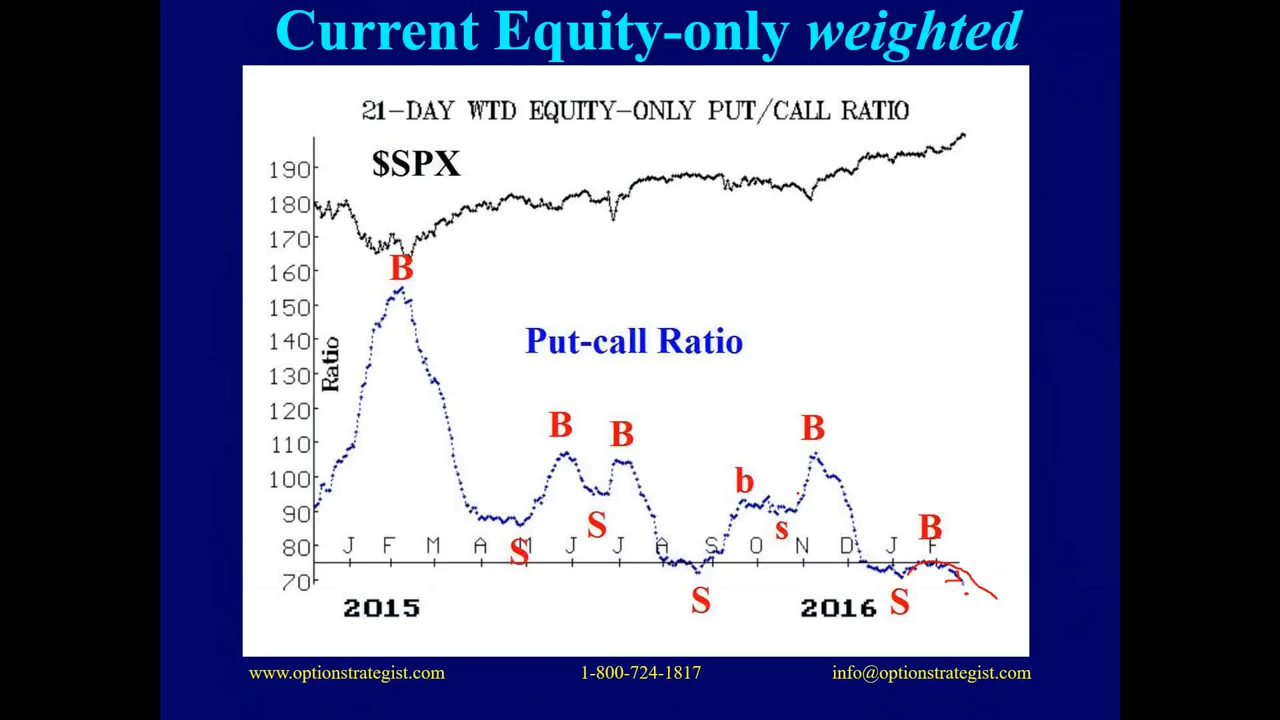 Current Equity-only weighted
21-DAY WTD EQUITY-ONLY PUT/CALL RATIO
$SPX
190
180
170
160
150
140
130
120
110
100
90
80
70
Ratio
B
Put-call Ratio
B B B
b
S S s B
J F M A M J J A S O N D J F
S S
2015 2016
www.optionstrategist.com 1-800-724-1817 info@optionstrategist.com